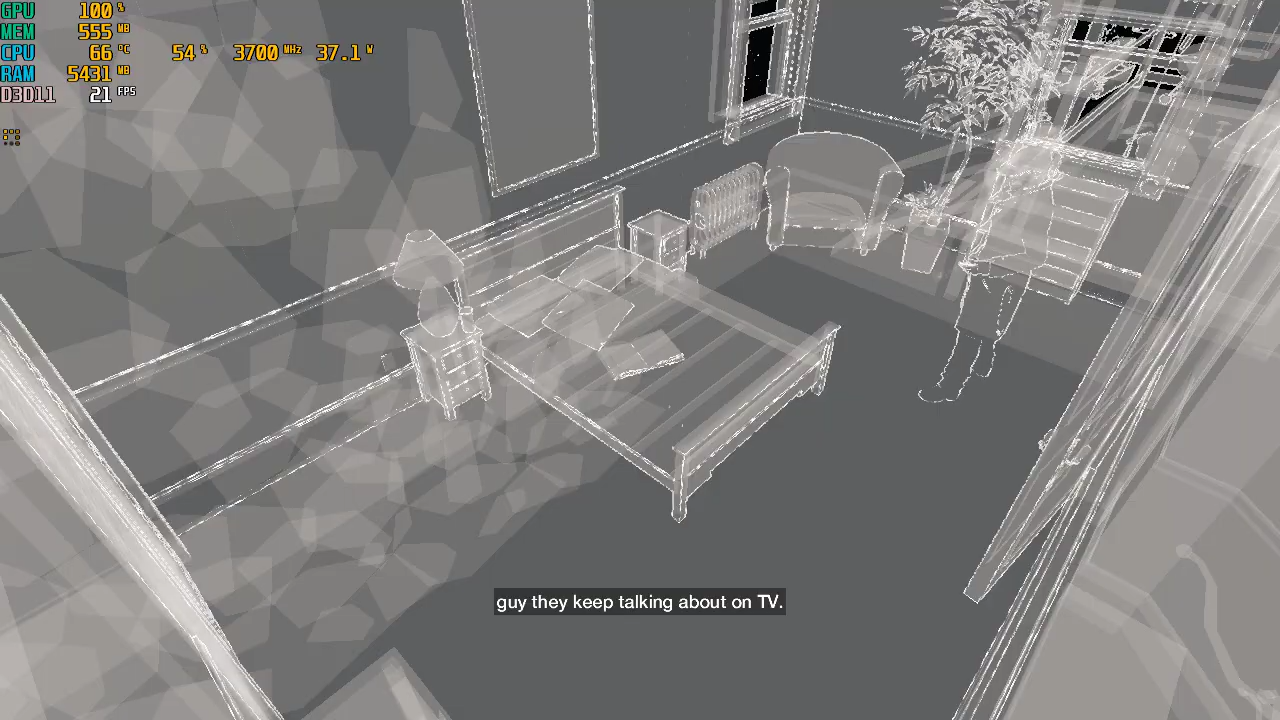 GPU 100 %
MEM 555 MB
CPU 66 °C 54 % 3700 MHz 37.1 W
RAM 5431 MB
D3D11 21 FPS
guy they keep talking about on TV.